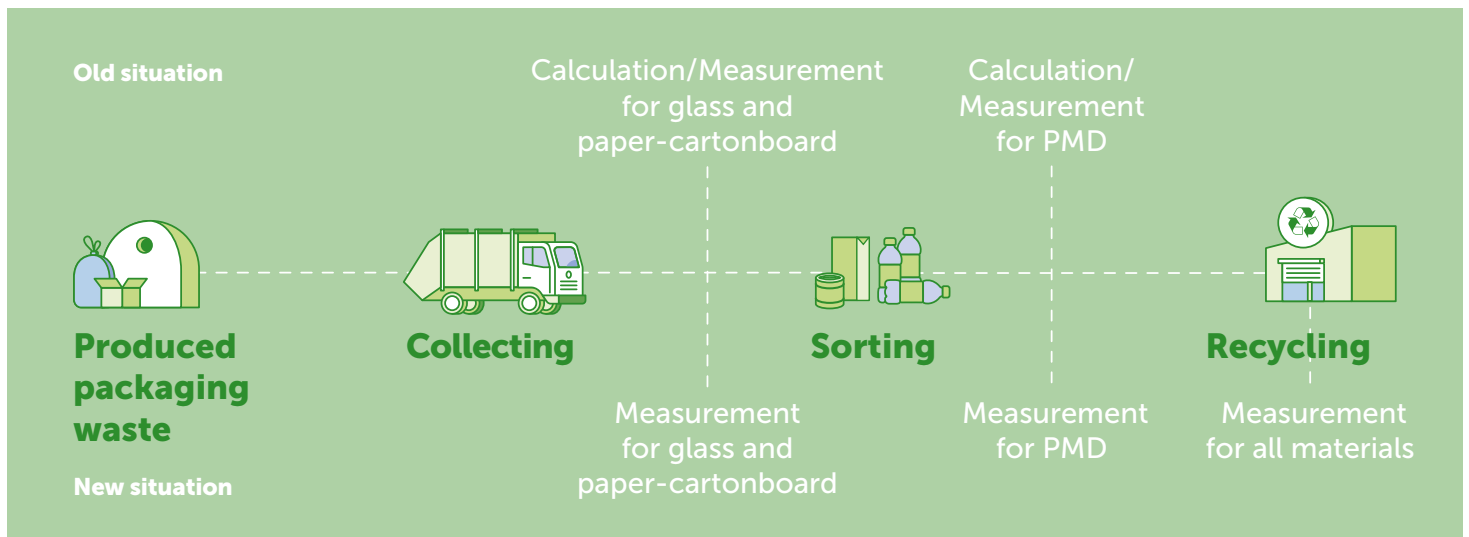 Old situation
Calculation/Measurement
for glass and
paper-cartonboard
Calculation/
Measurement
for PMD
Produced
packaging
waste
Collecting
Sorting
Recycling
New situation
Measurement
for glass and
paper-cartonboard
Measurement
for PMD
Measurement
for all materials